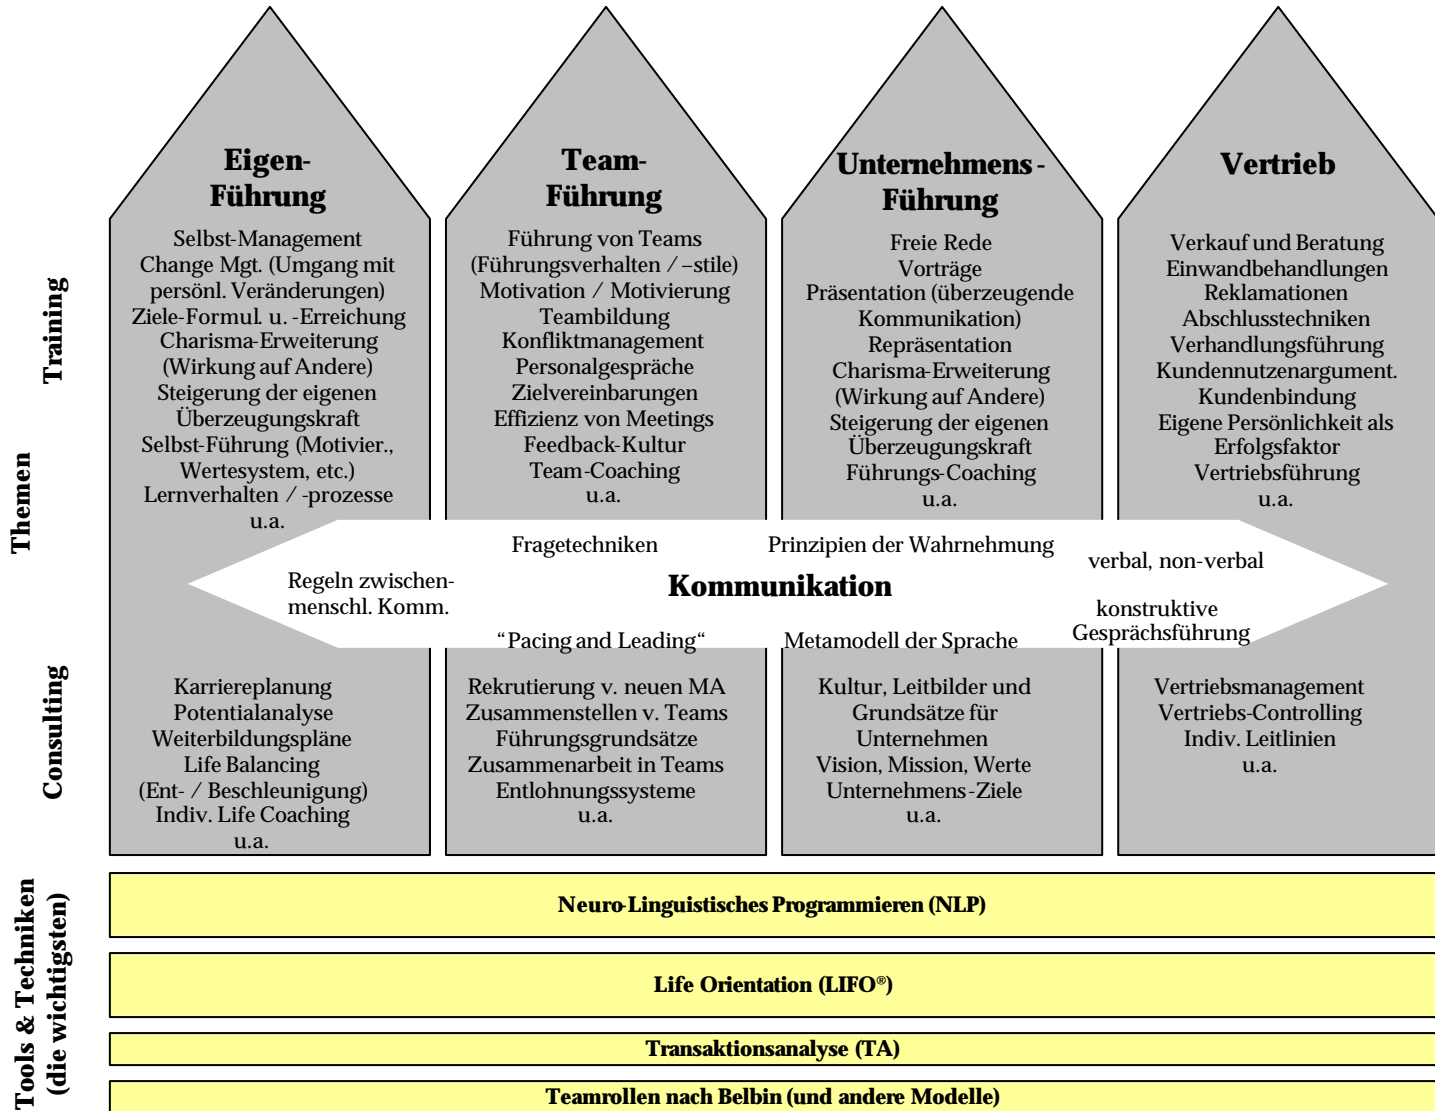 Eigen-
Führung
Selbst-Management
Change Mgt. (Umgang mit
persönl. Veränderungen)
Ziele-Formul. u. -Erreichung
Charisma-Erweiterung
(Wirkung auf Andere)
Steigerung der eigenen
Überzeugungskraft
Selbst-Führung (Motivier.,
Wertesystem, etc.)
Lernverhalten / -prozesse
u.a.
Team-
Führung
Führung von Teams
(Führungsverhalten / –stile)
Motivation / Motivierung
Teambildung
Konfliktmanagement
Personalgespräche
Zielvereinbarungen
Effizienz von Meetings
Feedback-Kultur
Team-Coaching
u.a.
Unternehmens-
Führung
Freie Rede
Vorträge
Präsentation (überzeugende
Kommunikation)
Repräsentation
Charisma-Erweiterung
(Wirkung auf Andere)
Steigerung der eigenen
Überzeugungskraft
Führungs-Coaching
u.a.
Vertrieb
Verkauf und Beratung
Einwandbehandlungen
Reklamationen
Abschlusstechniken
Verhandlungsführung
Kundennutzenargument.
Kundenbindung
Eigene Persönlichkeit als
Erfolgsfaktor
Vertriebsführung
u.a.
Training
Themen
Consulting
Fragetechniken
Prinzipien der Wahrnehmung
verbal, non-verbal
Regeln zwischen-
menschl. Komm.
Kommunikation
konstruktive
Gesprächsführung
“Pacing and Leading“
Metamodell der Sprache
Karriereplanung
Potentialanalyse
Weiterbildungspläne
Life Balancing
(Ent- / Beschleunigung)
Indiv. Life Coaching
u.a.
Rekrutierung v. neuen MA
Zusammenstellen v. Teams
Führungsgrundsätze
Zusammenarbeit in Teams
Entlohnungssysteme
u.a.
Kultur, Leitbilder und
Grundsätze für
Unternehmen
Vision, Mission, Werte
Unternehmens-Ziele
u.a.
Vertriebsmanagement
Vertriebs-Controlling
Indiv. Leitlinien
u.a.
Tools & Techniken
(die wichtigsten)
Neuro-Linguistisches Programmieren (NLP)
Life Orientation (LIFO®)
Transaktionsanalyse (TA)
Teamrollen nach Belbin (und andere Modelle)